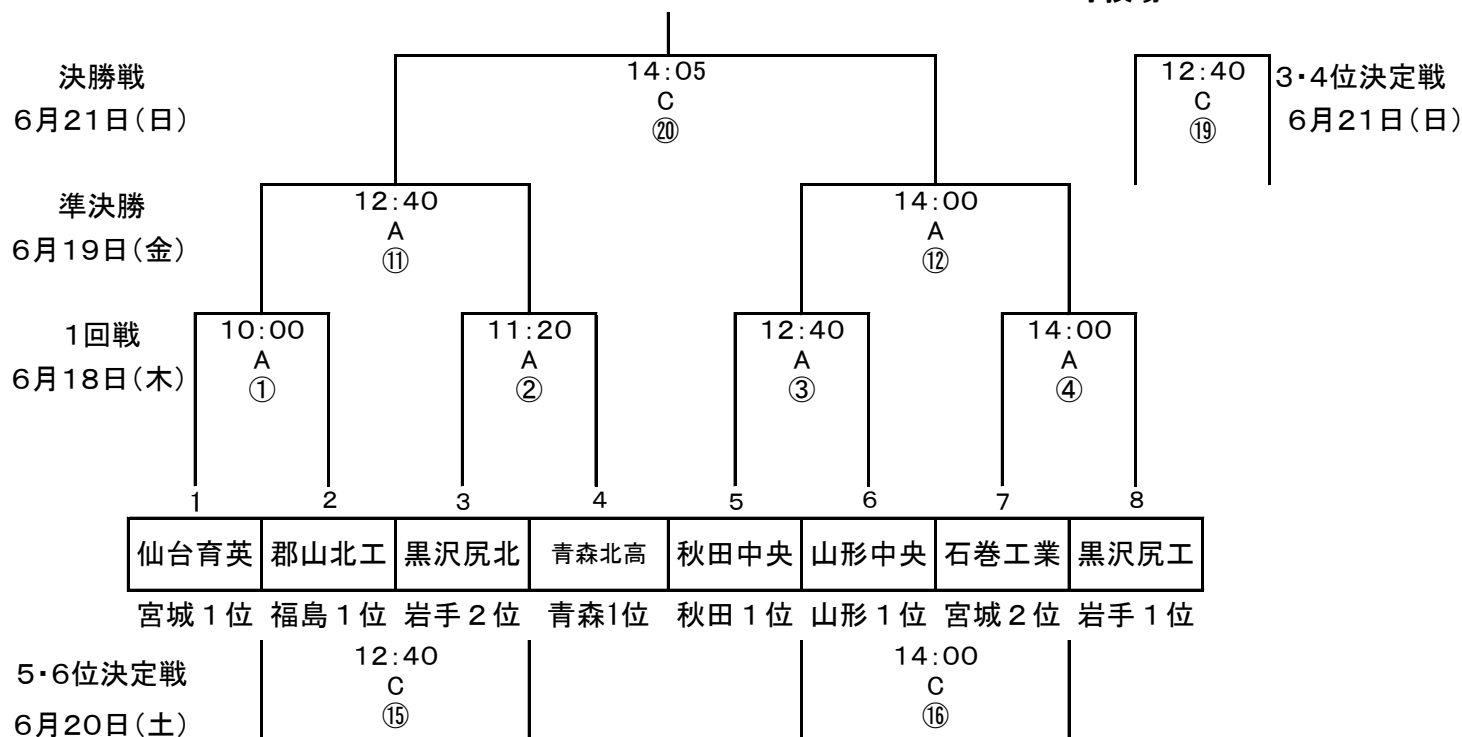 決勝戦
6月21日(日)
14:05
C
⑳
12:40
C
⑲
3・4位決定戦
6月21日(日)
準決勝
6月19日(金)
12:40
A
⑪
14:00
A
⑫
1回戦
6月18日(木)
10:00
A
①
11:20
A
②
12:40
A
③
14:00
A
④
1 2 3 4 5 6 7 8
仙台育英 郡山北工 黒沢尻北 青森北高 秋田中央 山形中央 石巻工業 黒沢尻工
宮城1位 福島1位 岩手2位 青森1位 秋田1位 山形1位 宮城2位 岩手1位
5・6位決定戦
6月20日(土)
12:40
C
⑮
14:00
C
⑯